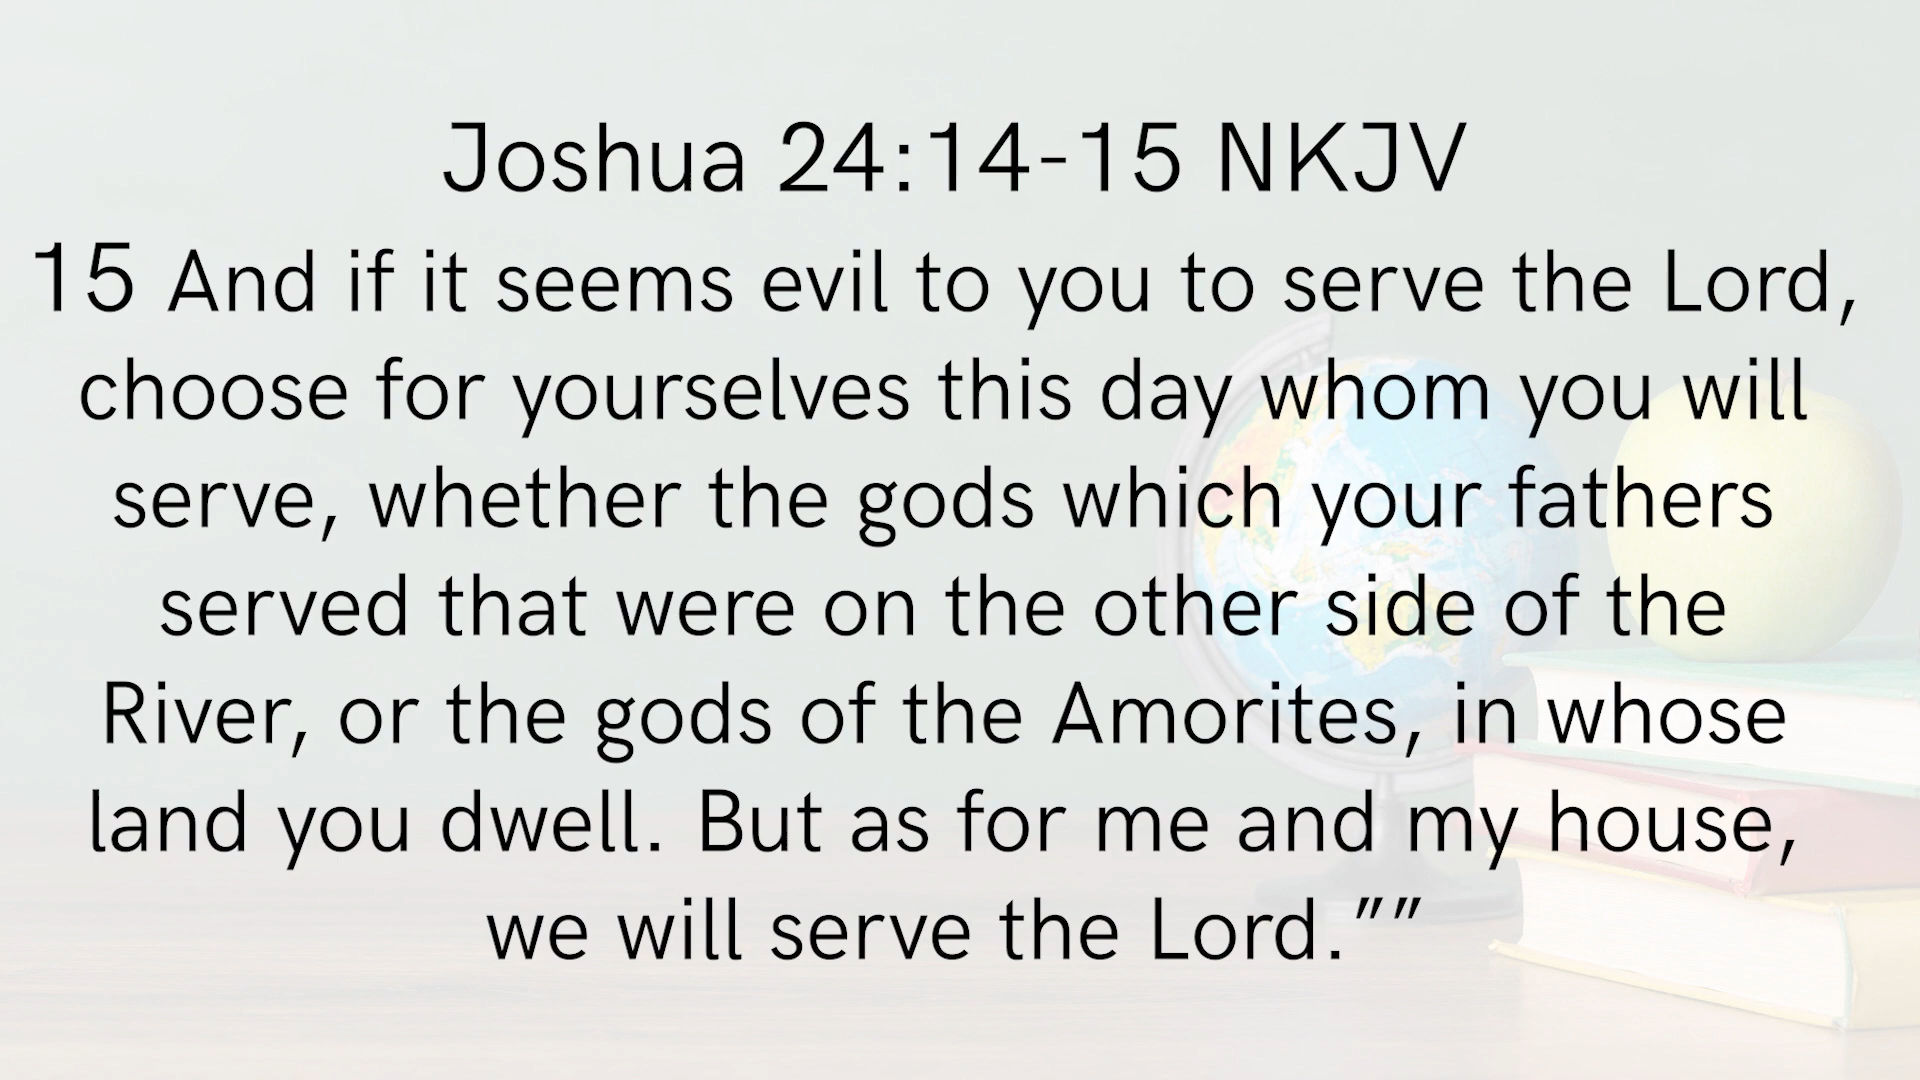 Joshua 24:14-15 NKJV
15 And if it seems evil to you to serve the Lord,
choose for yourselves this day whom you will
serve, whether the gods which your fathers
served that were on the other side of the
River, or the gods of the Amorites, in whose
land you dwell. But as for me and my house,
we will serve the Lord.””